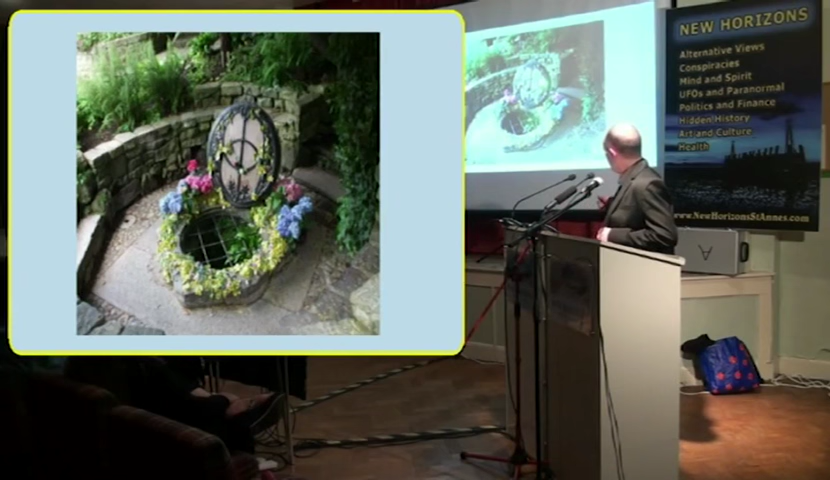 NEW HORIZONS
Alternative Views
Conspiracies
Mind and Spirit
UFOs and Paranormal
Politics and Finance
Hidden History
Art and Culture
Health
www.NewHorizonsStAnnes.com